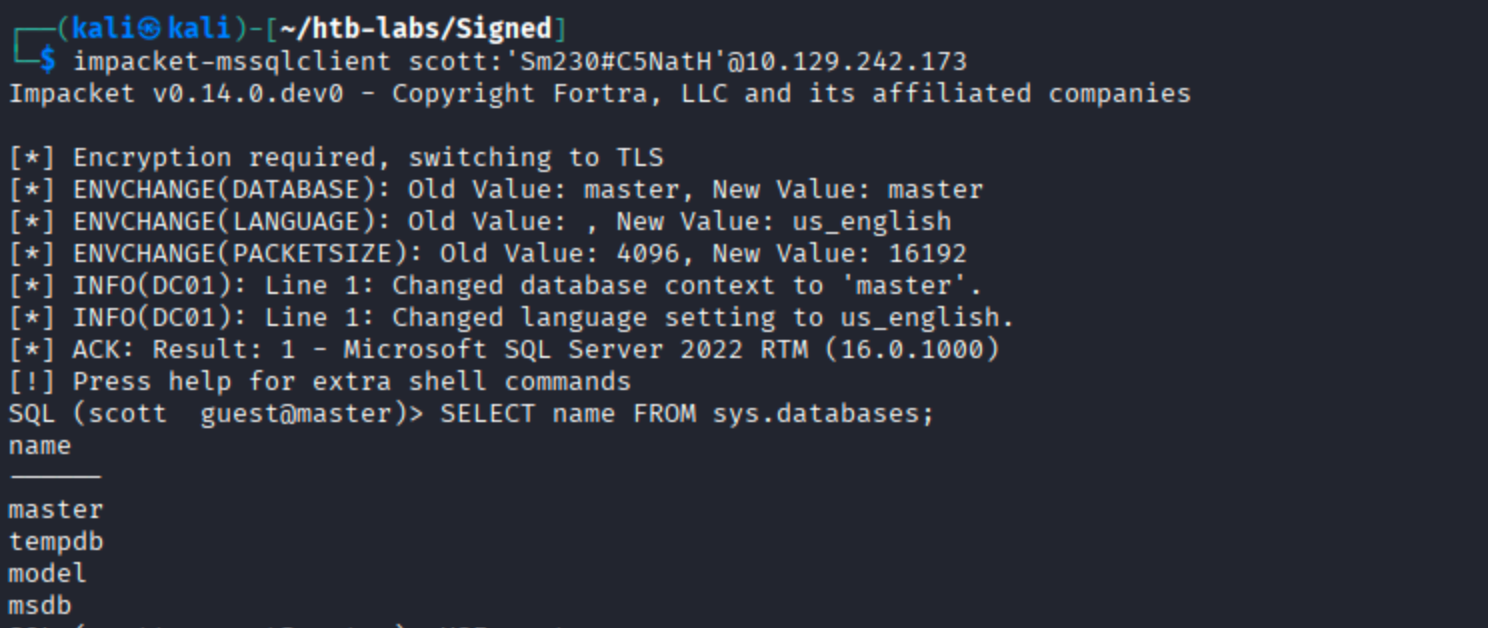 ┌──(kali㉿kali)-[~/htb-labs/Signed]
└─$ impacket-mssqlclient scott:'Sm230#C5NatH'@10.129.242.173
Impacket v0.14.0.dev0 - Copyright Fortra, LLC and its affiliated companies
[*] Encryption required, switching to TLS
[*] ENVCHANGE(DATABASE): Old Value: master, New Value: master
[*] ENVCHANGE(LANGUAGE): Old Value: , New Value: us_english
[*] ENVCHANGE(PACKETSIZE): Old Value: 4096, New Value: 16192
[*] INFO(DC01): Line 1: Changed database context to 'master'.
[*] INFO(DC01): Line 1: Changed language setting to us_english.
[*] ACK: Result: 1 - Microsoft SQL Server 2022 RTM (16.0.1000)
[!] Press help for extra shell commands
SQL (scott  guest@master)> SELECT name FROM sys.databases;
name
------
master
tempdb
model
msdb